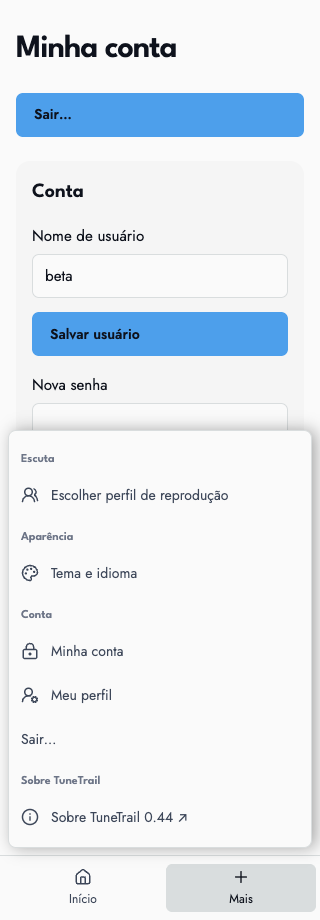 Minha conta
Sair...
Conta
Nome de usuário
beta
Salvar usuário
Nova senha
Escuta
Escolher perfil de reprodução
Aparência
Tema e idioma
Conta
Minha conta
Meu perfil
Sair...
Sobre TuneTrail
Sobre TuneTrail 0.44 ↗
Início
Mais